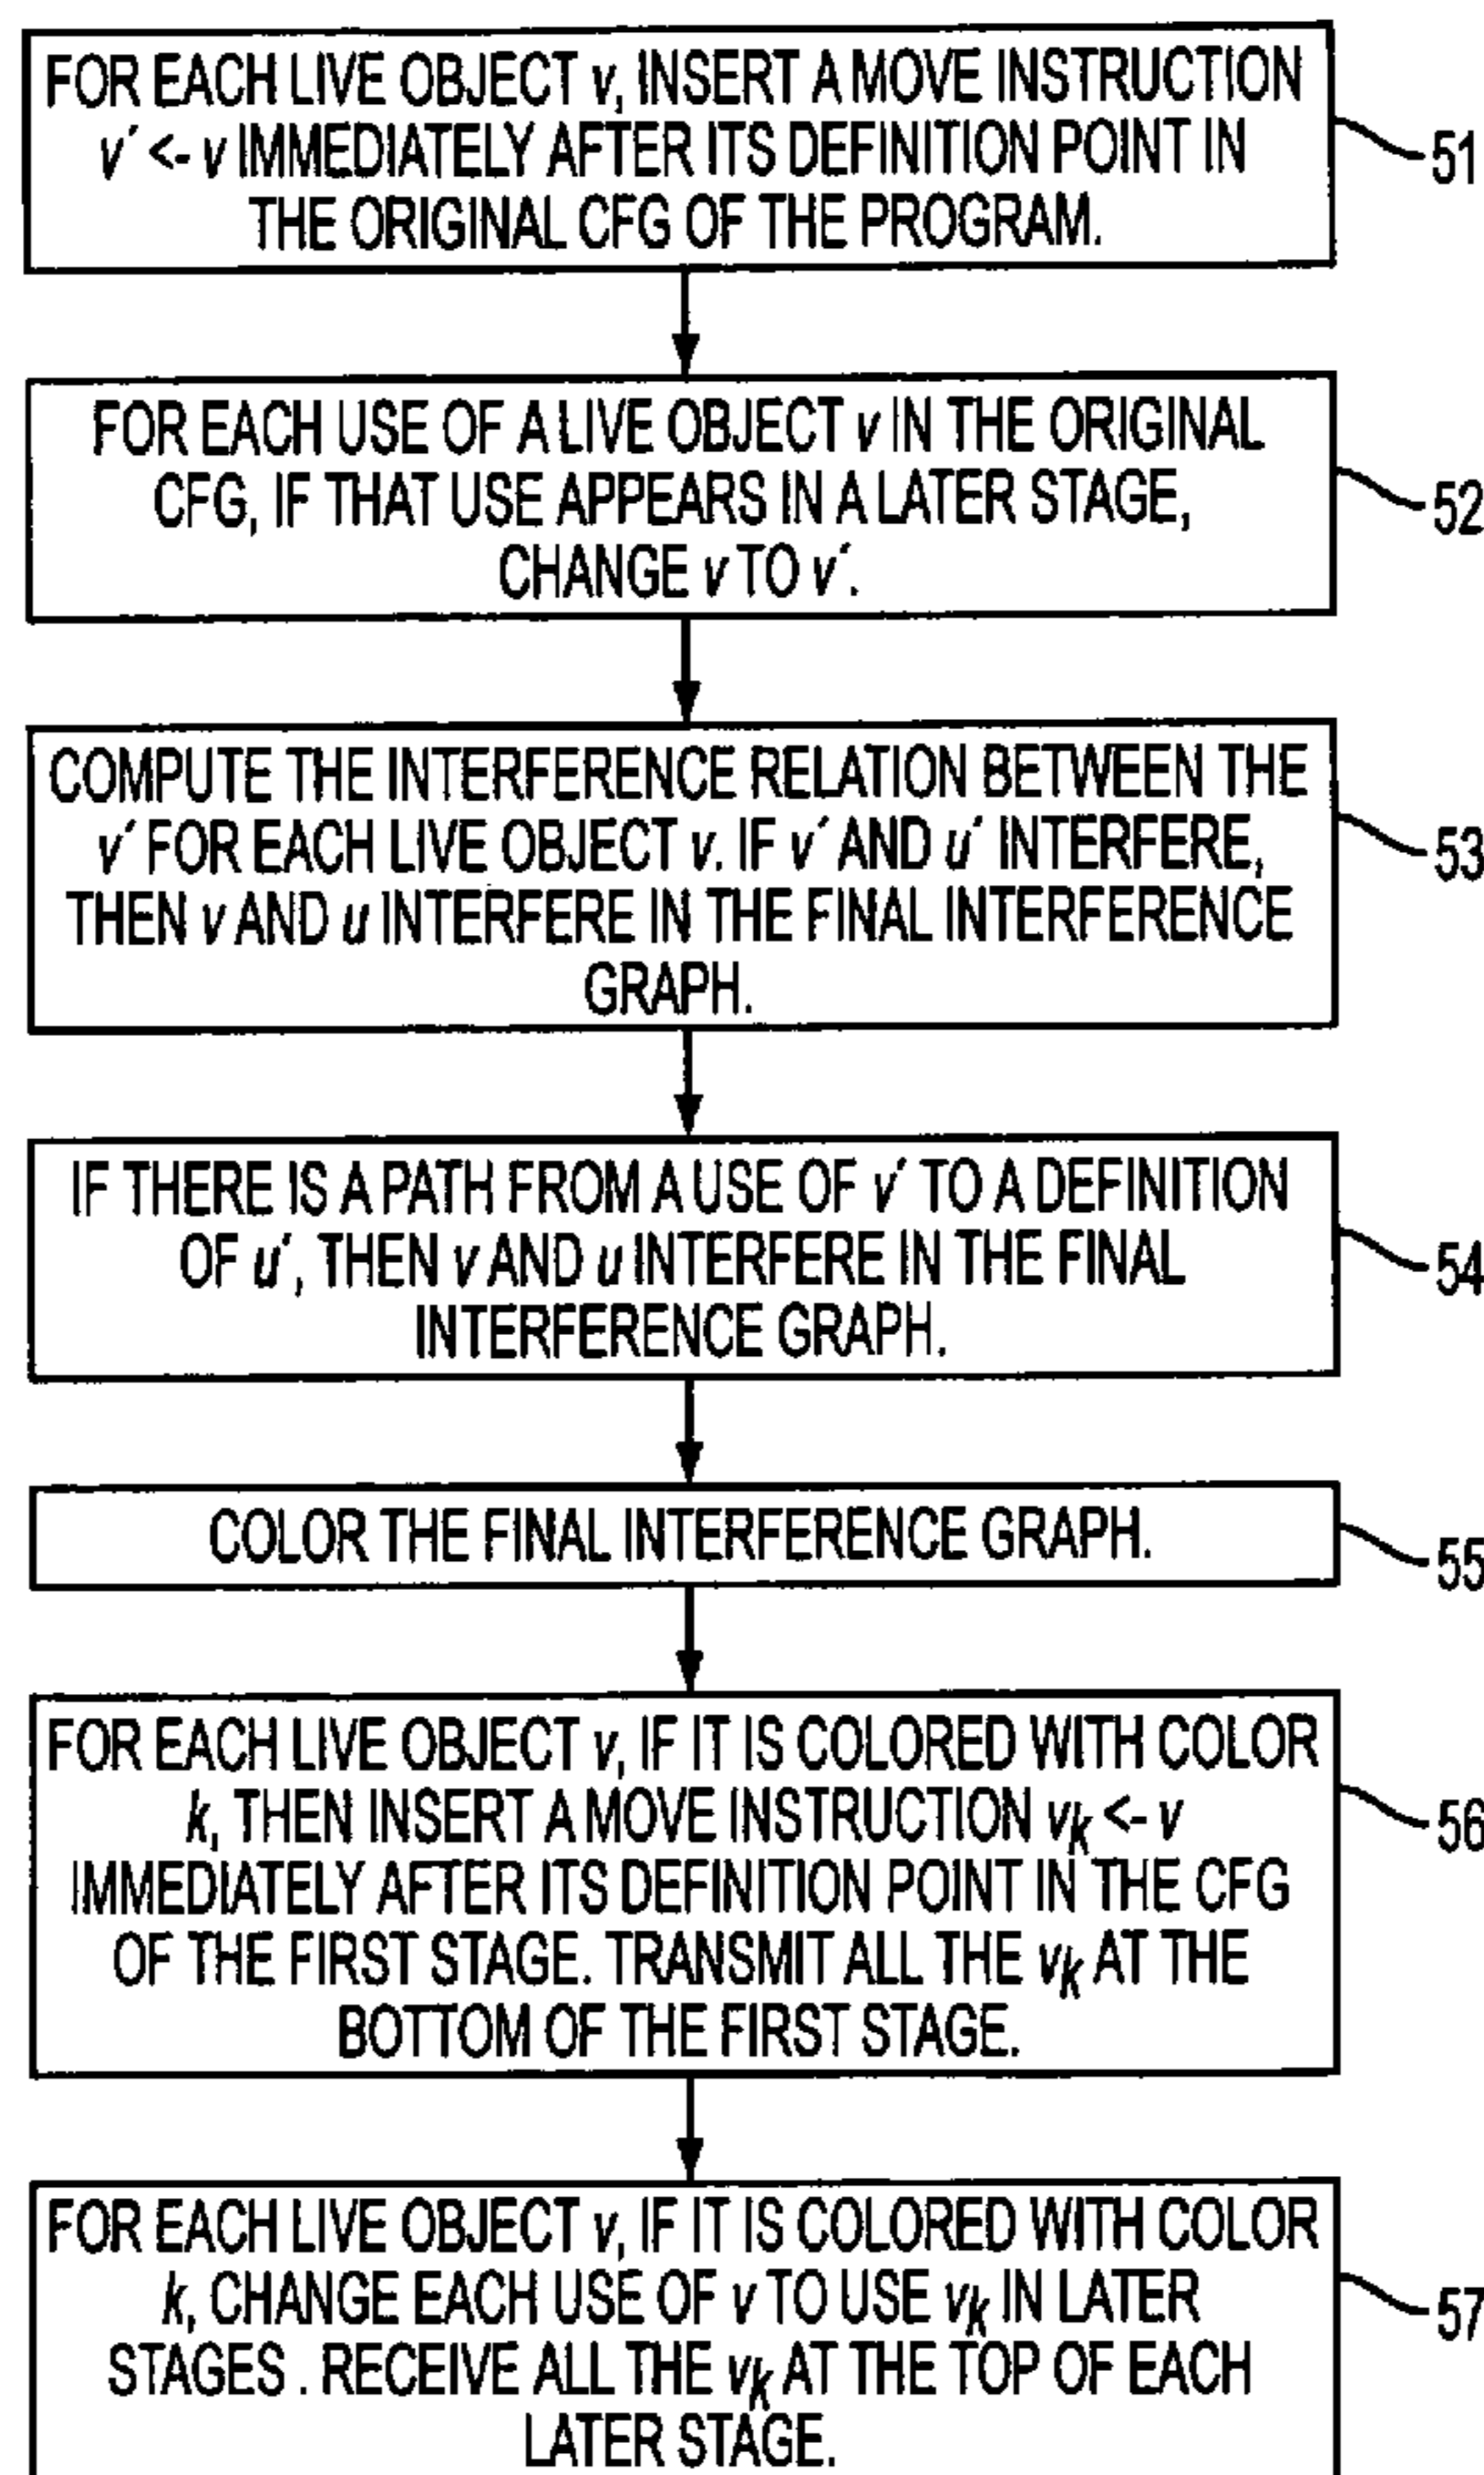 FOR EACH LIVE OBJECT v, INSERT A MOVE INSTRUCTION
v′ <- v IMMEDIATELY AFTER ITS DEFINITION POINT IN
THE ORIGINAL CFG OF THE PROGRAM.
51
FOR EACH USE OF A LIVE OBJECT v IN THE ORIGINAL
CFG, IF THAT USE APPEARS IN A LATER STAGE,
CHANGE v TO v′.
52
COMPUTE THE INTERFERENCE RELATION BETWEEN THE
v′ FOR EACH LIVE OBJECT v. IF v′ AND u′ INTERFERE,
THEN v AND u INTERFERE IN THE FINAL INTERFERENCE
GRAPH.
53
IF THERE IS A PATH FROM A USE OF v′ TO A DEFINITION
OF u′, THEN v AND u INTERFERE IN THE FINAL
INTERFERENCE GRAPH.
54
COLOR THE FINAL INTERFERENCE GRAPH.
55
FOR EACH LIVE OBJECT v, IF IT IS COLORED WITH COLOR
k, THEN INSERT A MOVE INSTRUCTION vk <- v
IMMEDIATELY AFTER ITS DEFINITION POINT IN THE CFG
OF THE FIRST STAGE. TRANSMIT ALL THE vk AT THE
BOTTOM OF THE FIRST STAGE.
56
FOR EACH LIVE OBJECT v, IF IT IS COLORED WITH COLOR
k, CHANGE EACH USE OF v TO USE vk IN LATER
STAGES . RECEIVE ALL THE vk AT THE TOP OF EACH
LATER STAGE.
57